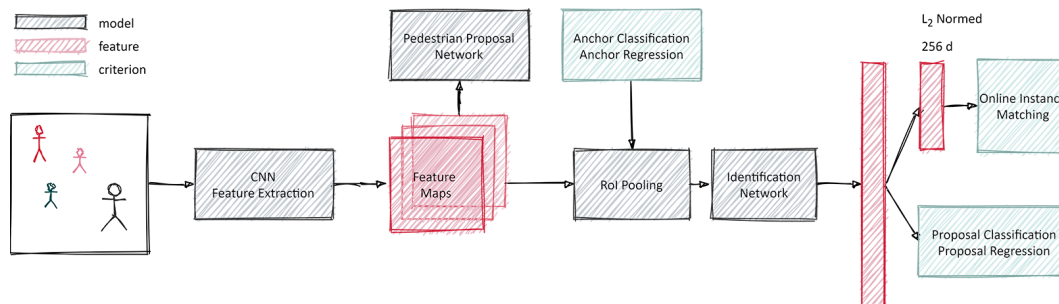 model
feature
criterion
Pedestrian Proposal
Network
Anchor Classification
Anchor Regression
L₂ Normed
256 d
Online Instanc
Matching
CNN
Feature Extraction
Feature
Maps
RoI Pooling
Identification
Network
Proposal Classification
Proposal Regression